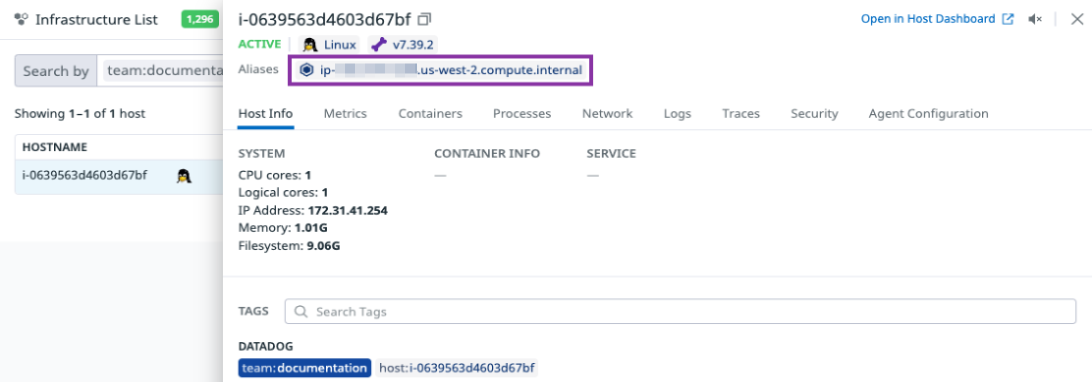 Infrastructure List 1,296
Search by team:documenta
Showing 1–1 of 1 host
HOSTNAME
i-0639563d4603d67bf
i-0639563d4603d67bf
Open in Host Dashboard
ACTIVE Linux v7.39.2
Aliases ip- .us-west-2.compute.internal
Host Info Metrics Containers Processes Network Logs Traces Security Agent Configuration
SYSTEM CONTAINER INFO SERVICE
CPU cores: 1 — —
Logical cores: 1
IP Address: 172.31.41.254
Memory: 1.01G
Filesystem: 9.06G
TAGS Search Tags
DATADOG
team:documentation host:i-0639563d4603d67bf